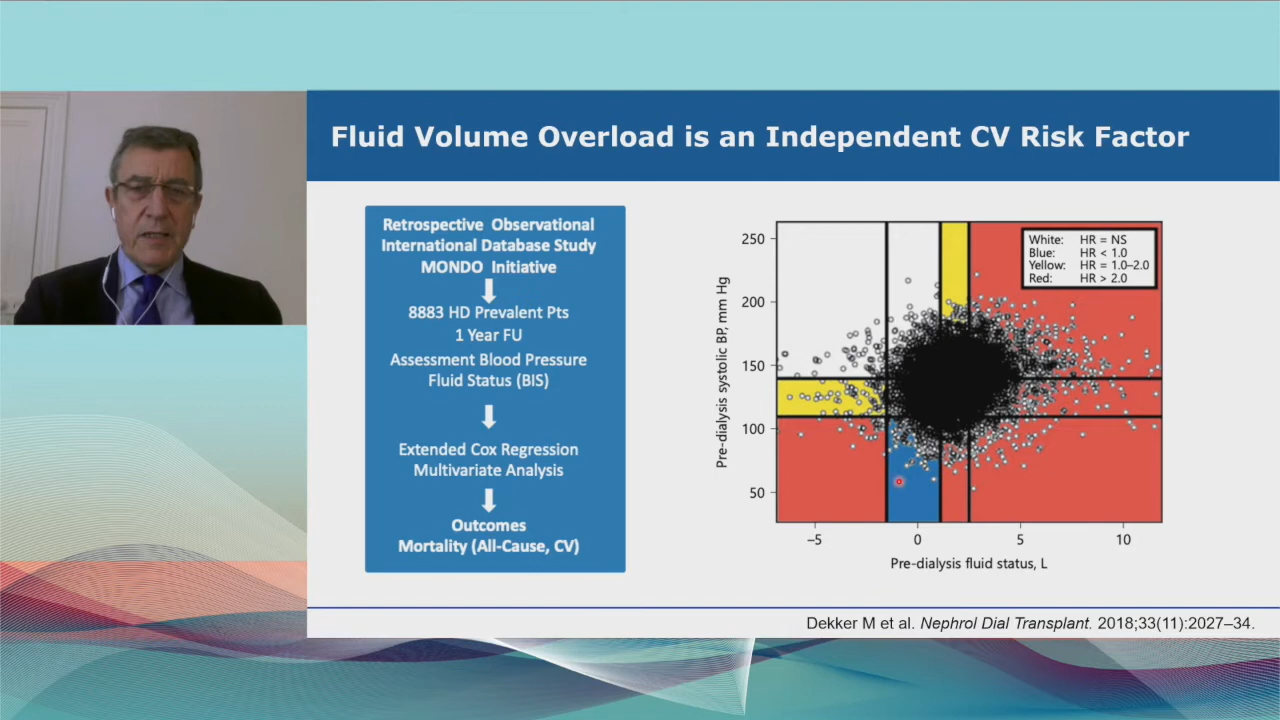 Fluid Volume Overload is an Independent CV Risk Factor
Retrospective Observational
International Database Study
MONDO Initiative
8883 HD Prevalent Pts
1 Year FU
Assessment Blood Pressure
Fluid Status (BIS)
Extended Cox Regression
Multivariate Analysis
Outcomes
Mortality (All-Cause, CV)
Pre-dialysis systolic BP, mm Hg
250
200
150
100
50
White: HR = NS
Blue: HR < 1.0
Yellow: HR = 1.0–2.0
Red: HR > 2.0
–5 0 5 10
Pre-dialysis fluid status, L
Dekker M et al. Nephrol Dial Transplant. 2018;33(11):2027–34.